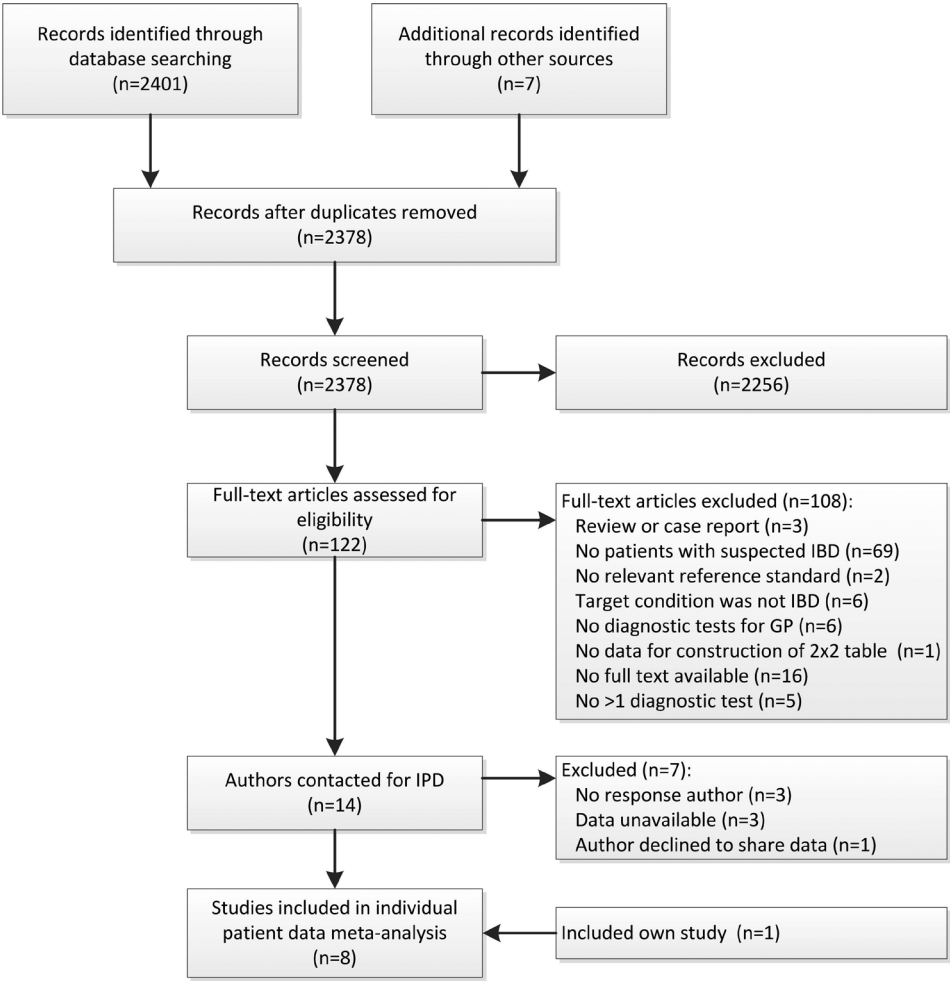 Records identified through
database searching
(n=2401)
Additional records identified
through other sources
(n=7)
Records after duplicates removed
(n=2378)
Records screened
(n=2378)
Records excluded
(n=2256)
Full-text articles assessed for
eligibility
(n=122)
Full-text articles excluded (n=108):
Review or case report (n=3)
No patients with suspected IBD (n=69)
No relevant reference standard (n=2)
Target condition was not IBD (n=6)
No diagnostic tests for GP (n=6)
No data for construction of 2x2 table (n=1)
No full text available (n=16)
No >1 diagnostic test (n=5)
Authors contacted for IPD
(n=14)
Excluded (n=7):
No response author (n=3)
Data unavailable (n=3)
Author declined to share data (n=1)
Studies included in individual
patient data meta-analysis
(n=8)
Included own study (n=1)